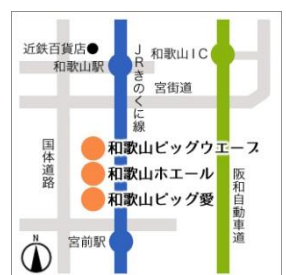 近鉄百貨店
和歌山駅
JRきのくに線
和歌山IC
宮街道
国体道路
和歌山ビッグウエーブ
和歌山ホエール
和歌山ビッグ愛
阪和自動車道
宮前駅
N